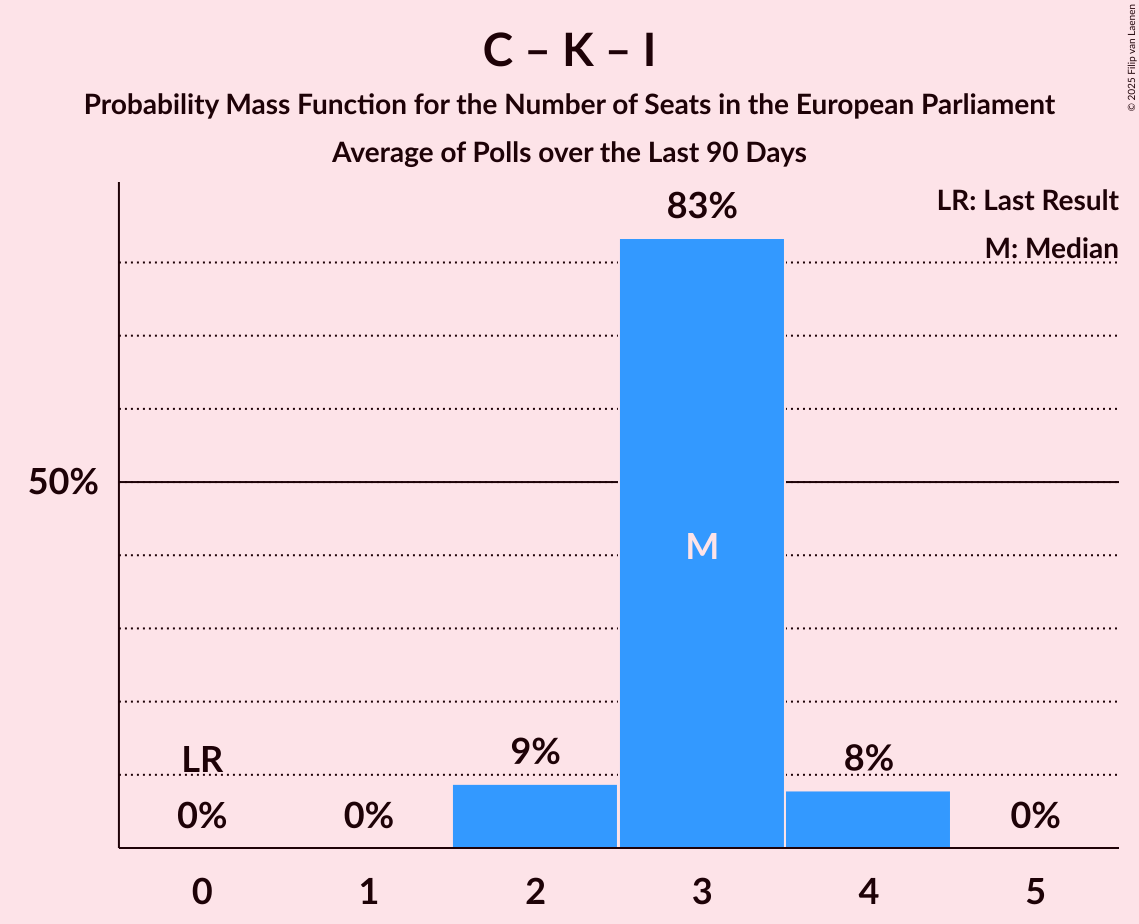 C – K – I
Probability Mass Function for the Number of Seats in the European Parliament
Average of Polls over the Last 90 Days
© 2025 Filip van Laenen
LR: Last Result
M: Median
83%
50%
M
LR
9%
8%
0%
0%
0%
0
1
2
3
4
5